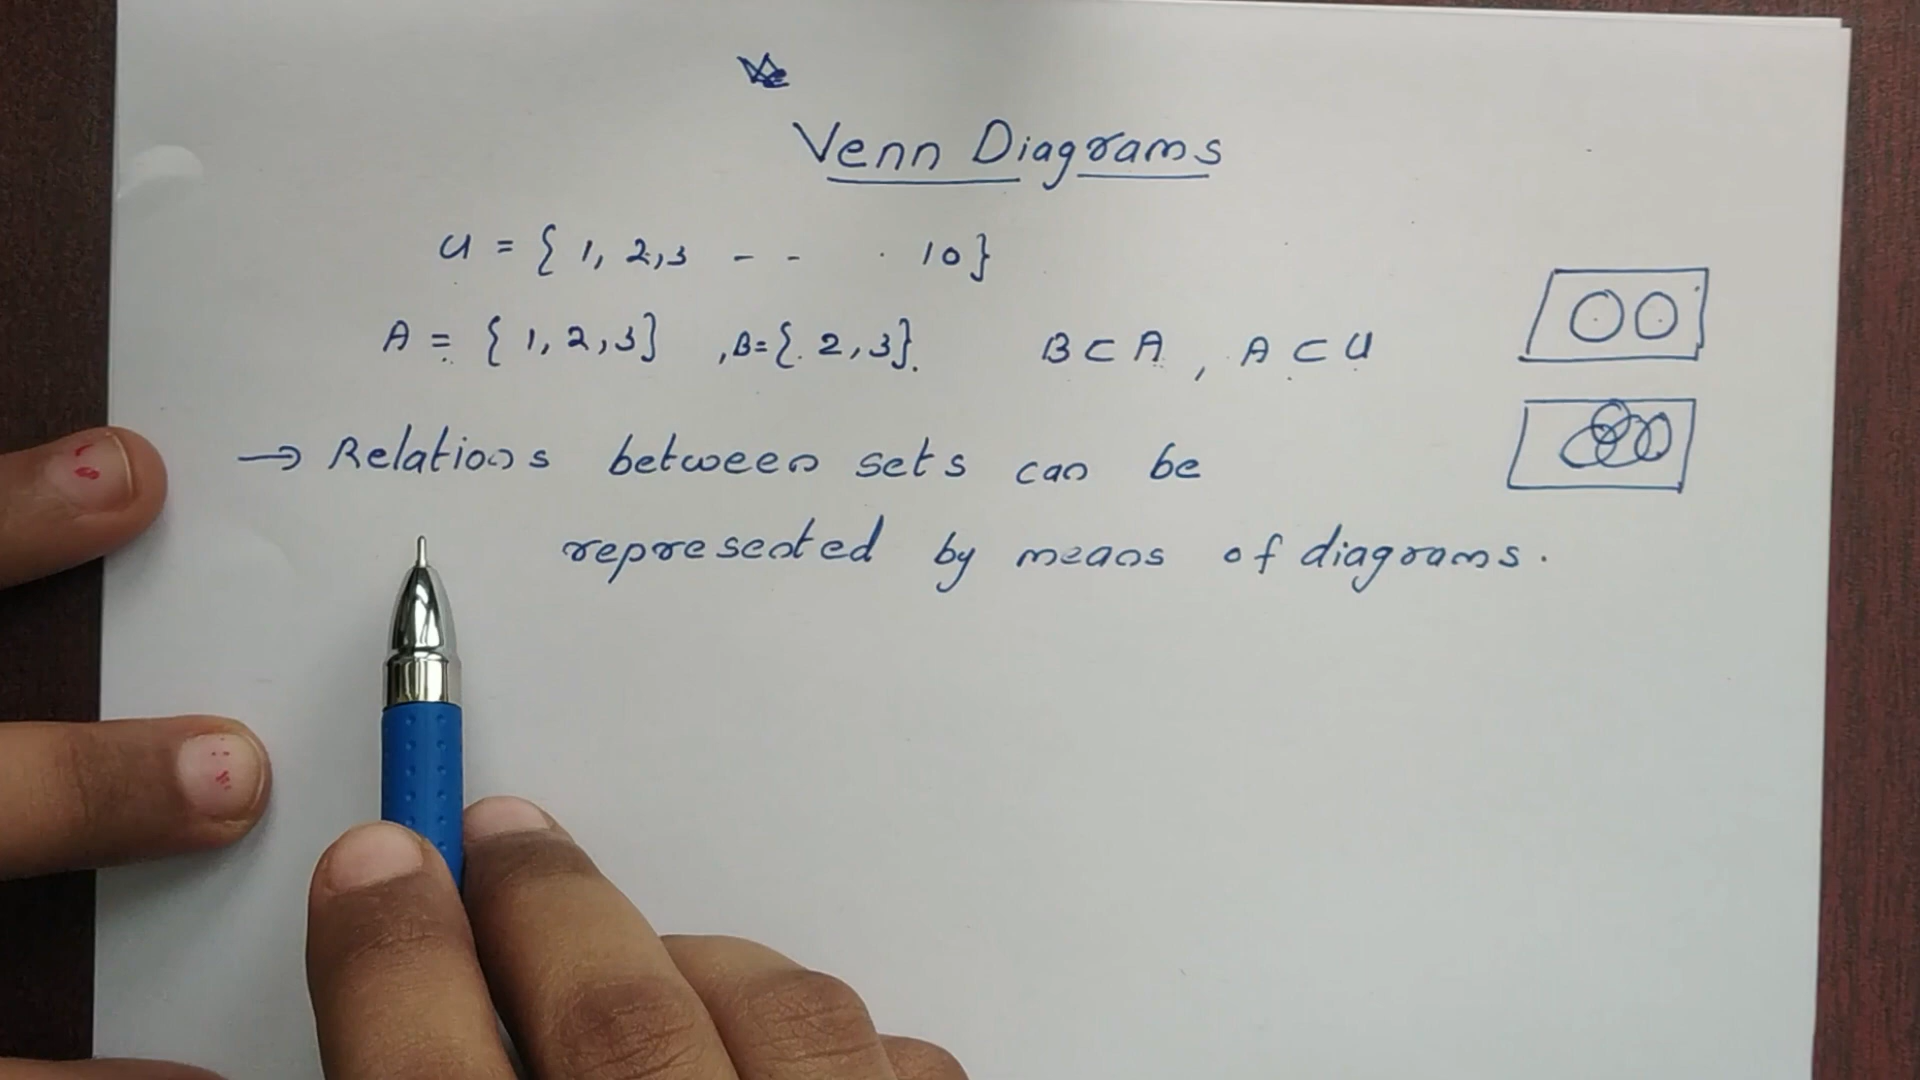 Venn Diagrams
U = { 1, 2, 3 - - · 10}
A = { 1, 2, 3} , B = { 2, 3}. B ⊂ A , A ⊂ U
→ Relations between sets can be
represented by means of diagrams.